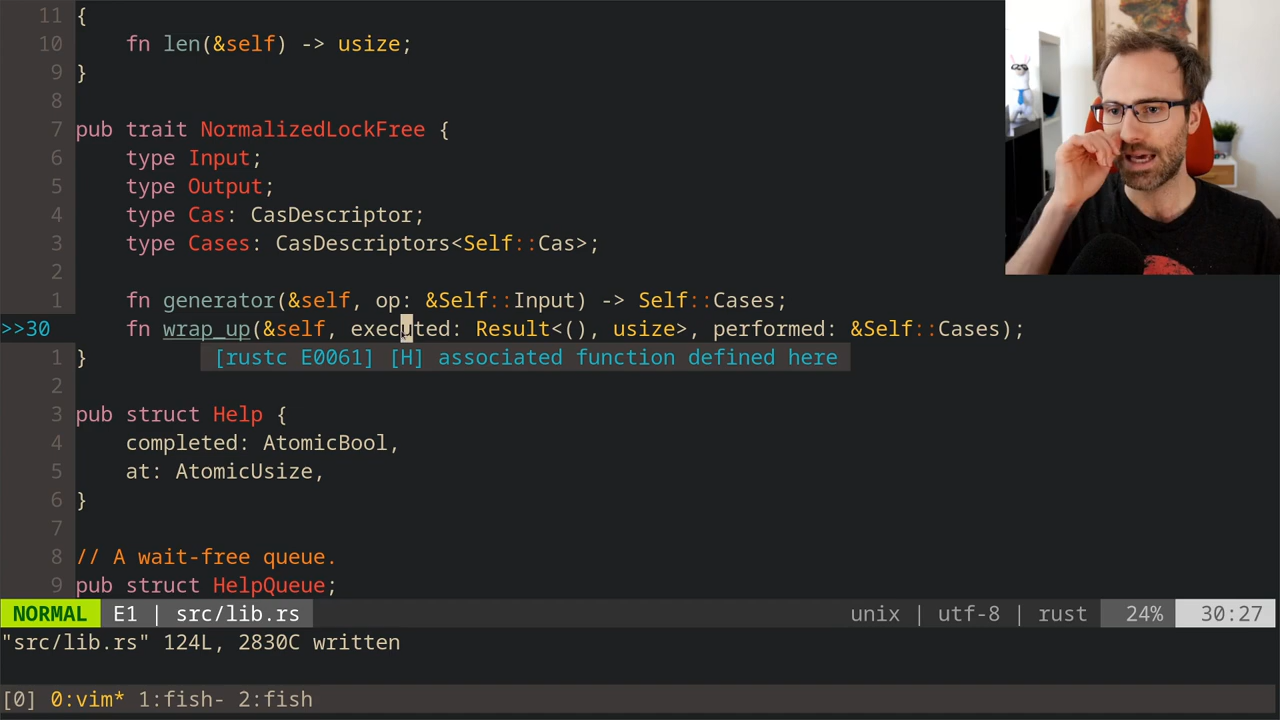 11 {
10     fn len(&self) -> usize;
9 }
8
7 pub trait NormalizedLockFree {
6     type Input;
5     type Output;
4     type Cas: CasDescriptor;
3     type Cases: CasDescriptors<Self::Cas>;
2
1     fn generator(&self, op: &Self::Input) -> Self::Cases;
>>30     fn wrap_up(&self, executed: Result<(), usize>, performed: &Self::Cases);
1 }     [rustc E0061] [H] associated function defined here
2
3 pub struct Help {
4     completed: AtomicBool,
5     at: AtomicUsize,
6 }
7
8 // A wait-free queue.
9 pub struct HelpQueue;
NORMAL E1 | src/lib.rs unix | utf-8 | rust 24% 30:27
"src/lib.rs" 124L, 2830C written
[0] 0:vim* 1:fish- 2:fish